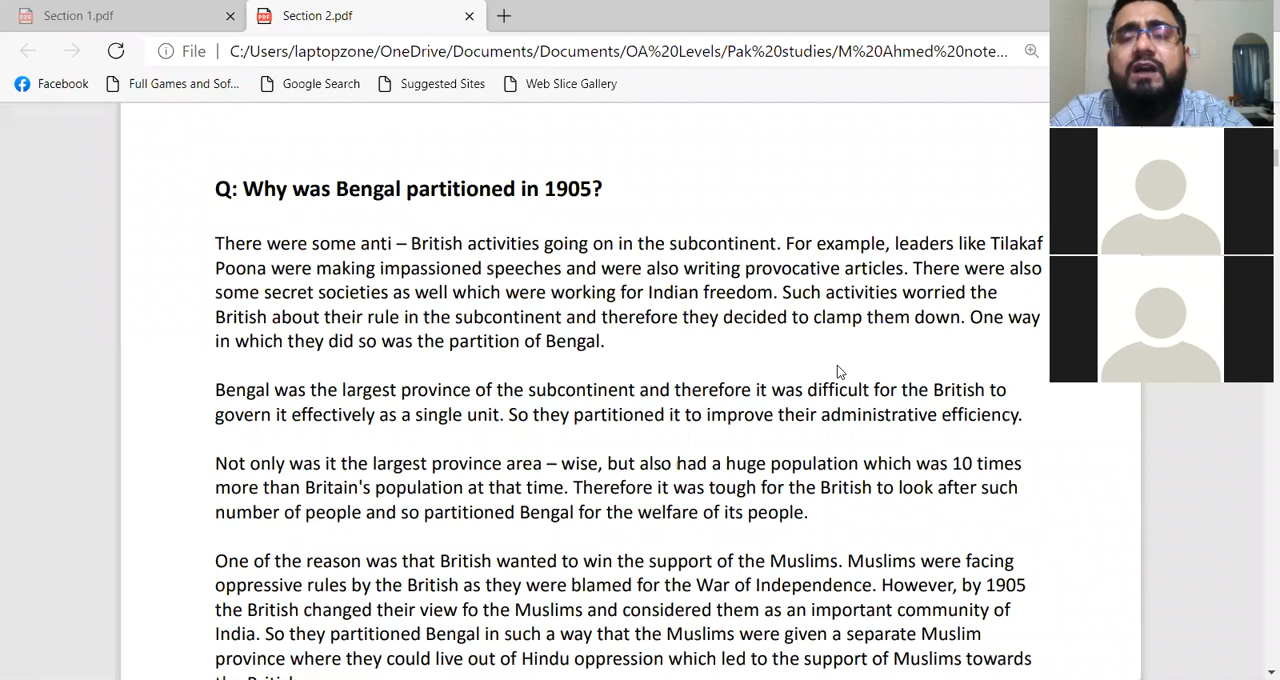 Section 1.pdf
Section 2.pdf
File
C:/Users/laptopzone/OneDrive/Documents/Documents/OA%20Levels/Pak%20studies/M%20Ahmed%20note...
Facebook
Full Games and Sof...
Google Search
Suggested Sites
Web Slice Gallery
Q: Why was Bengal partitioned in 1905?
There were some anti – British activities going on in the subcontinent. For example, leaders like Tilakaf
Poona were making impassioned speeches and were also writing provocative articles. There were also
some secret societies as well which were working for Indian freedom. Such activities worried the
British about their rule in the subcontinent and therefore they decided to clamp them down. One way
in which they did so was the partition of Bengal.
Bengal was the largest province of the subcontinent and therefore it was difficult for the British to
govern it effectively as a single unit. So they partitioned it to improve their administrative efficiency.
Not only was it the largest province area – wise, but also had a huge population which was 10 times
more than Britain's population at that time. Therefore it was tough for the British to look after such
number of people and so partitioned Bengal for the welfare of its people.
One of the reason was that British wanted to win the support of the Muslims. Muslims were facing
oppressive rules by the British as they were blamed for the War of Independence. However, by 1905
the British changed their view fo the Muslims and considered them as an important community of
India. So they partitioned Bengal in such a way that the Muslims were given a separate Muslim
province where they could live out of Hindu oppression which led to the support of Muslims towards